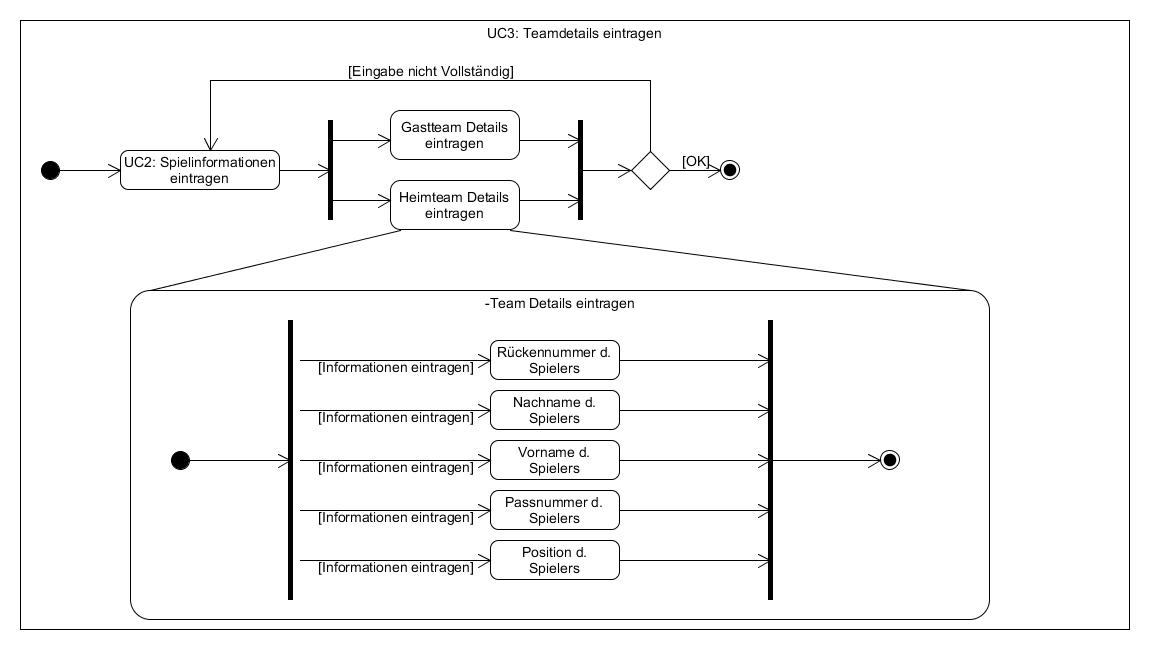 UC3: Teamdetails eintragen
[Eingabe nicht Vollständig]
Gastteam Details
eintragen
UC2: Spielinformationen
eintragen
[OK]
Heimteam Details
eintragen
-Team Details eintragen
Rückennummer d.
Spielers
[Informationen eintragen]
Nachname d.
Spielers
[Informationen eintragen]
Vorname d.
Spielers
[Informationen eintragen]
Passnummer d.
Spielers
[Informationen eintragen]
Position d.
Spielers
[Informationen eintragen]